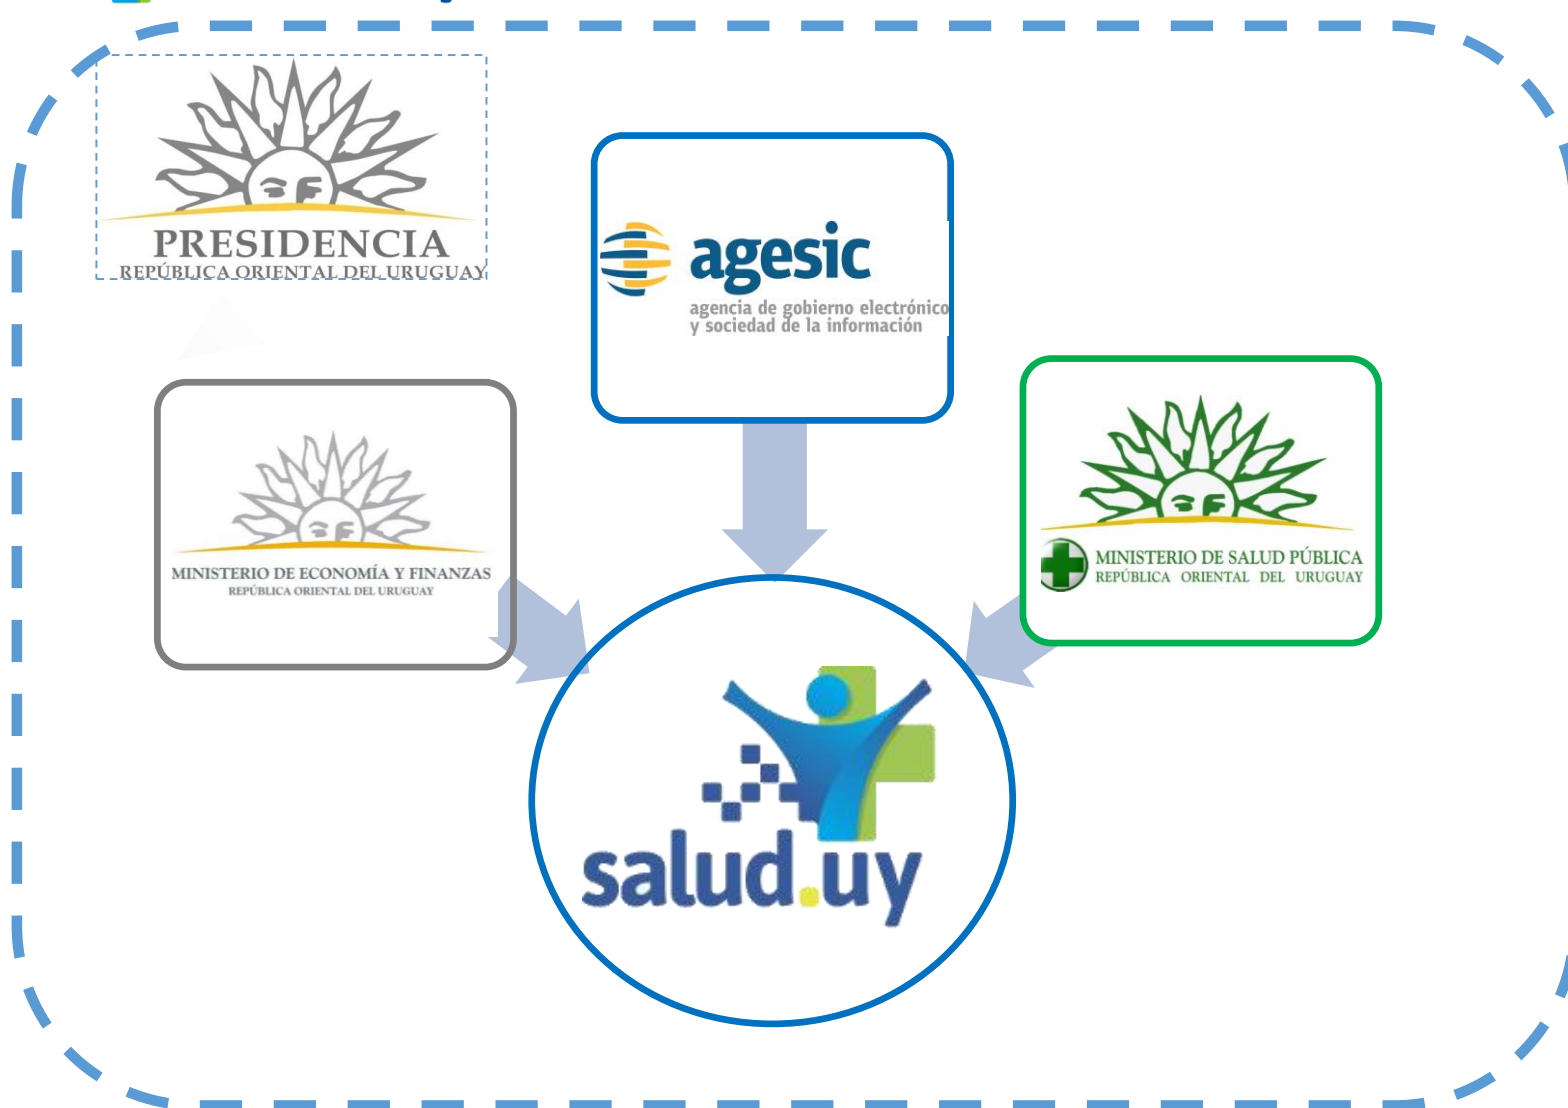 PRESIDENCIA
REPÚBLICA ORIENTAL DEL URUGUAY
agesic
agencia de gobierno electrónico
y sociedad de la información
MINISTERIO DE ECONOMÍA Y FINANZAS
REPÚBLICA ORIENTAL DEL URUGUAY
MINISTERIO DE SALUD PÚBLICA
REPÚBLICA ORIENTAL DEL URUGUAY
salud.uy